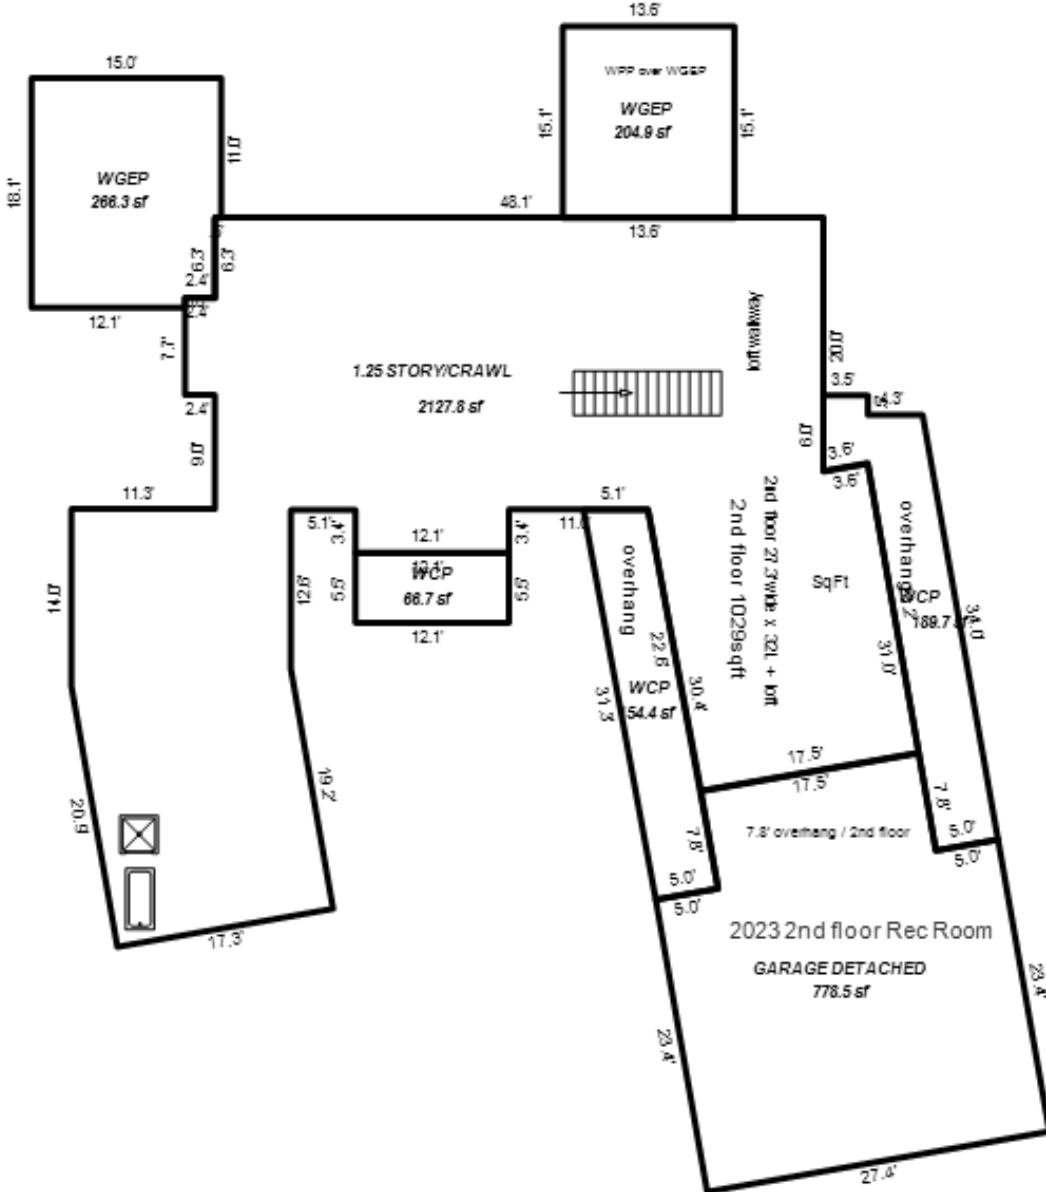 13.6'
15.0'
WPP over WGEP
WGEP
204.9 sf
15.1'
15.1'
11.0'
18.1'
WGEP
266.3 sf
48.1'
13.6'
6.3'
6.3'
2.4'
2.4'
12.1'
7.7'
loft walkway
20.0'
1.25 STORY/CRAWL
2127.8 sf
3.5'
4.3'
2.4'
9.0'
6.0'
3.6'
3.6'
11.3'
5.1'
5.1'
3.4'
12.1'
3.4'
12.1'
WCP
66.7 sf
5.5'
5.5'
12.1'
14.0'
12.6'
overhang
2nd floor 27.3'wide x 32L + loft
2nd floor 1029sqft
SqFt
overhang
WCP
189.7 sf
34.0'
31.0'
22.6'
30.4'
31.3'
WCP
54.4 sf
17.5'
17.5'
19.2'
20.9'
7.8'
7.8'
7.8' overhang / 2nd floor
5.0'
5.0'
5.0'
5.0'
17.3'
2023 2nd floor Rec Room
GARAGE DETACHED
778.5 sf
23.4'
23.4'
27.4'